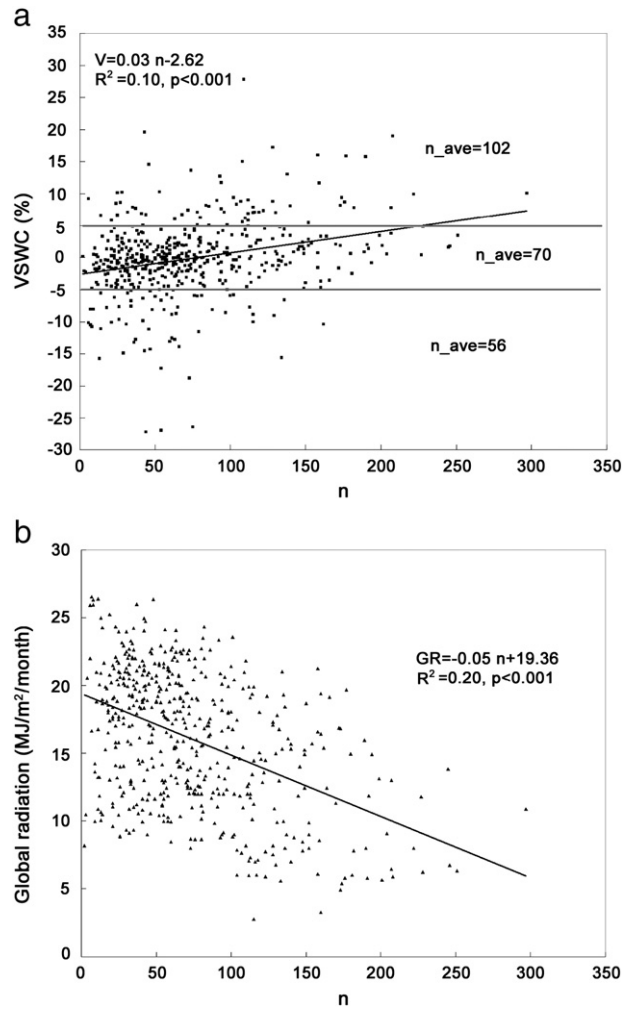 a
35
30
25
20
15
10
5
0
-5
-10
-15
-20
-25
-30
VSWC (%)
V=0.03 n-2.62
R² =0.10, p<0.001
n_ave=102
n_ave=70
n_ave=56
0 50 100 150 200 250 300 350
n
b
30
25
20
15
10
5
0
Global radiation (MJ/m²/month)
GR=-0.05 n+19.36
R² =0.20, p<0.001
0 50 100 150 200 250 300 350
n